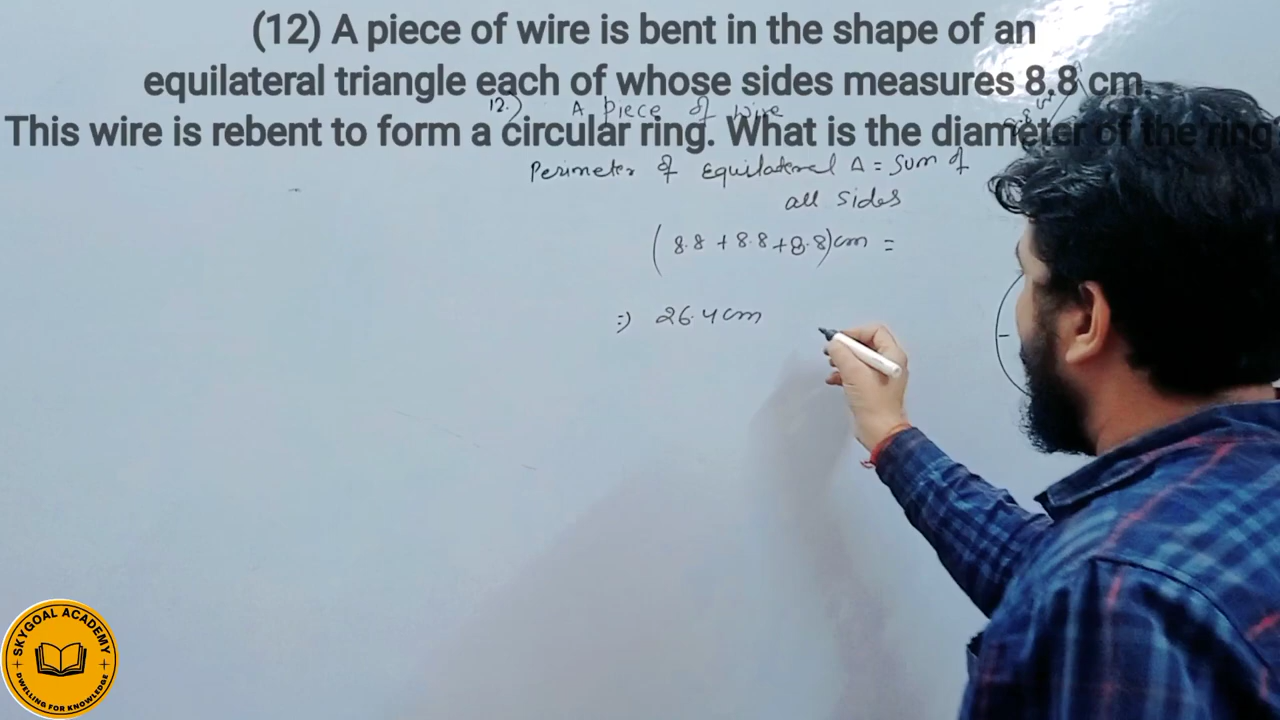 (12) A piece of wire is bent in the shape of an
equilateral triangle each of whose sides measures 8.8 cm.
This wire is rebent to form a circular ring. What is the diameter of the ring
12.) A piece of wire
Perimeter of Equilateral Δ = Sum of
all sides
(8.8 + 8.8 + 8.8) cm =
=) 26.4 cm
SKYGOAL ACADEMY
DWELLING FOR KNOWLEDGE